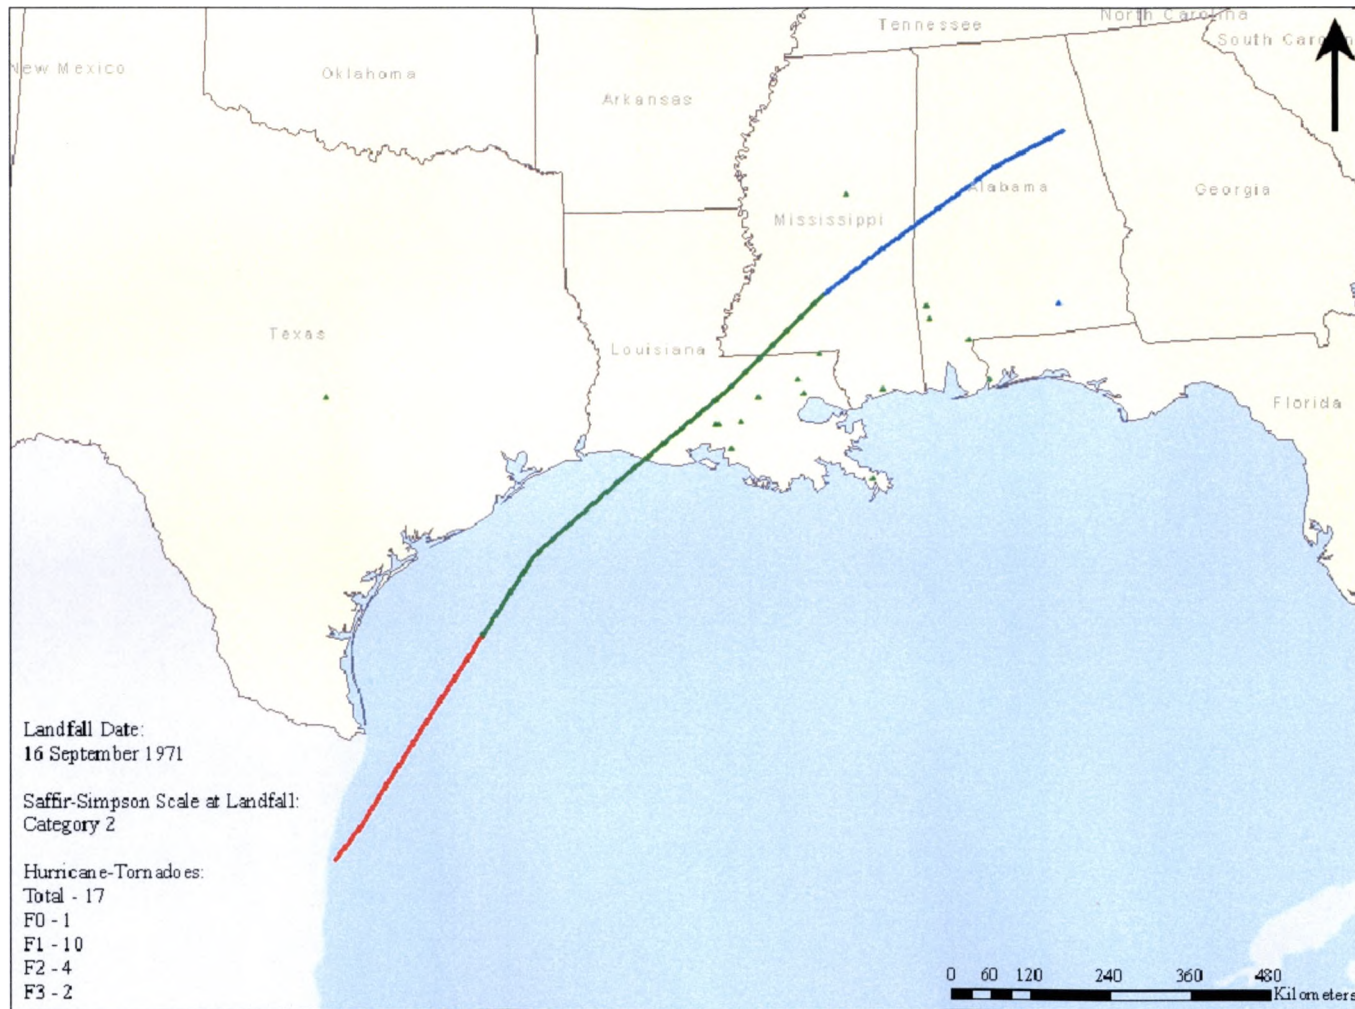 Tennessee
North Carolina
South Carolin
New Mexico
Oklahoma
Arkansas
Alabama
Georgia
Mississippi
Texas
Louisiana
Florida
Landfall Date:
16 September 1971
Saffir-Simpson Scale at Landfall:
Category 2
Hurricane-Tornadoes:
Total - 17
F0 - 1
F1 - 10
F2 - 4
F3 - 2
0 60 120 240 360 480
Kilometers